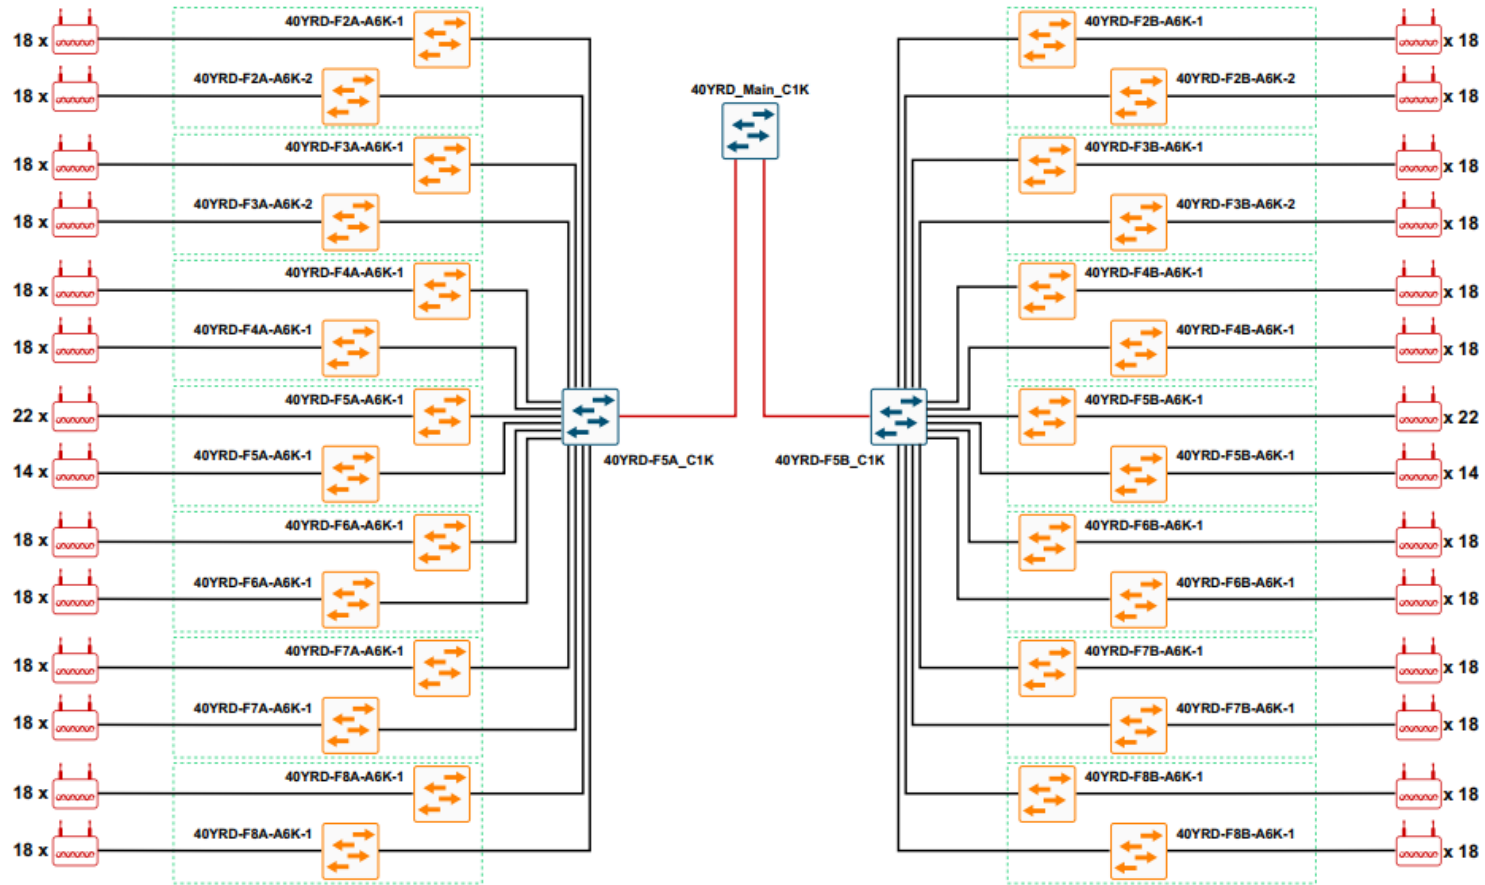 40YRD_Main_C1K
18 x 40YRD-F2A-A6K-1
18 x 40YRD-F2A-A6K-2
18 x 40YRD-F3A-A6K-1
18 x 40YRD-F3A-A6K-2
18 x 40YRD-F4A-A6K-1
18 x 40YRD-F4A-A6K-1
22 x 40YRD-F5A-A6K-1
14 x 40YRD-F5A-A6K-1
18 x 40YRD-F6A-A6K-1
18 x 40YRD-F6A-A6K-1
18 x 40YRD-F7A-A6K-1
18 x 40YRD-F7A-A6K-1
18 x 40YRD-F8A-A6K-1
18 x 40YRD-F8A-A6K-1
40YRD-F5A_C1K
40YRD-F5B_C1K
40YRD-F2B-A6K-1 x 18
40YRD-F2B-A6K-2 x 18
40YRD-F3B-A6K-1 x 18
40YRD-F3B-A6K-2 x 18
40YRD-F4B-A6K-1 x 18
40YRD-F4B-A6K-1 x 18
40YRD-F5B-A6K-1 x 22
40YRD-F5B-A6K-1 x 14
40YRD-F6B-A6K-1 x 18
40YRD-F6B-A6K-1 x 18
40YRD-F7B-A6K-1 x 18
40YRD-F7B-A6K-1 x 18
40YRD-F8B-A6K-1 x 18
40YRD-F8B-A6K-1 x 18